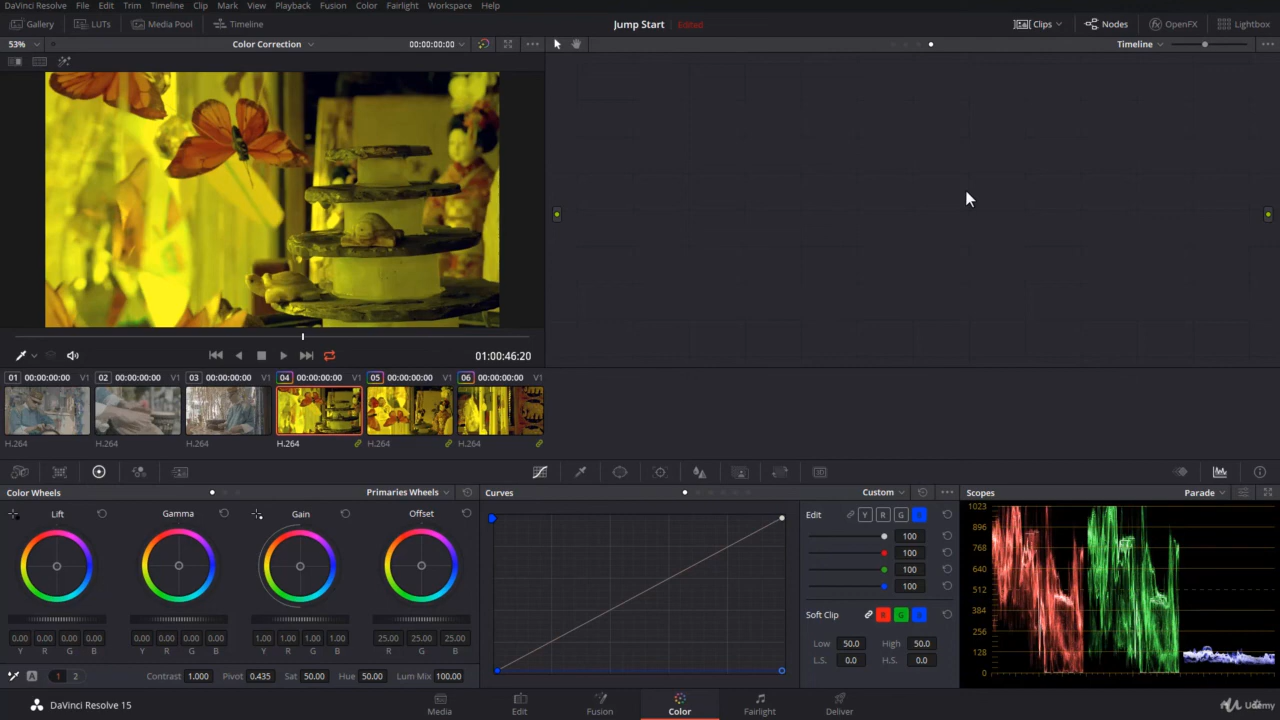 DaVinci Resolve File Edit Trim Timeline Clip Mark View Playback Fusion Color Fairlight Workspace Help
Gallery LUTs Media Pool Timeline Jump Start Edited Clips Nodes OpenFX Lightbox
53% Color Correction 00:00:00:00 Timeline
01:00:46:20
01 00:00:00:00 V1 02 00:00:00:00 V1 03 00:00:00:00 V1 04 00:00:00:00 V1 05 00:00:00:00 V1 06 00:00:00:00 V1
H.264 H.264 H.264 H.264 H.264 H.264
Color Wheels Primaries Wheels Curves Custom Scopes Parade
Lift Gamma Gain Offset
Edit Y R G B
100
100
100
100
Soft Clip R G B
Low 50.0 High 50.0
L.S. 0.0 H.S. 0.0
1023
896
768
640
512
384
256
128
0
0.00 0.00 0.00 0.00 0.00 0.00 0.00 0.00 1.00 1.00 1.00 1.00 25.00 25.00 25.00
Y R G B Y R G B Y R G B R G B
A 1 2 Contrast 1.000 Pivot 0.435 Sat 50.00 Hue 50.00 Lum Mix 100.00
DaVinci Resolve 15 Media Edit Fusion Color Fairlight Deliver
Udemy